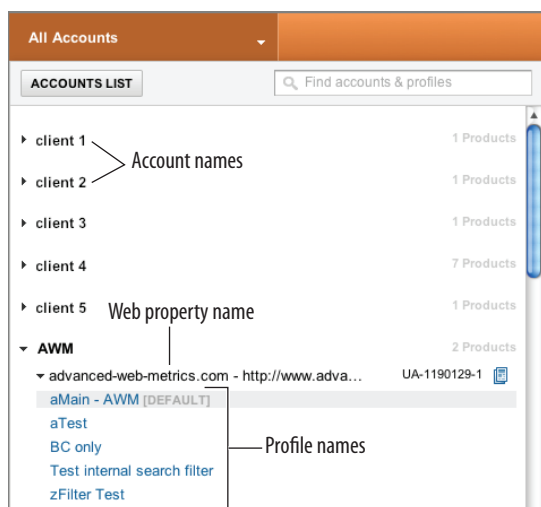 All Accounts
ACCOUNTS LIST
Find accounts & profiles
client 1
1 Products
Account names
client 2
1 Products
client 3
1 Products
client 4
7 Products
client 5
1 Products
Web property name
AWM
2 Products
advanced-web-metrics.com - http://www.adva... UA-1190129-1
aMain - AWM [DEFAULT]
aTest
BC only
Profile names
Test internal search filter
zFilter Test